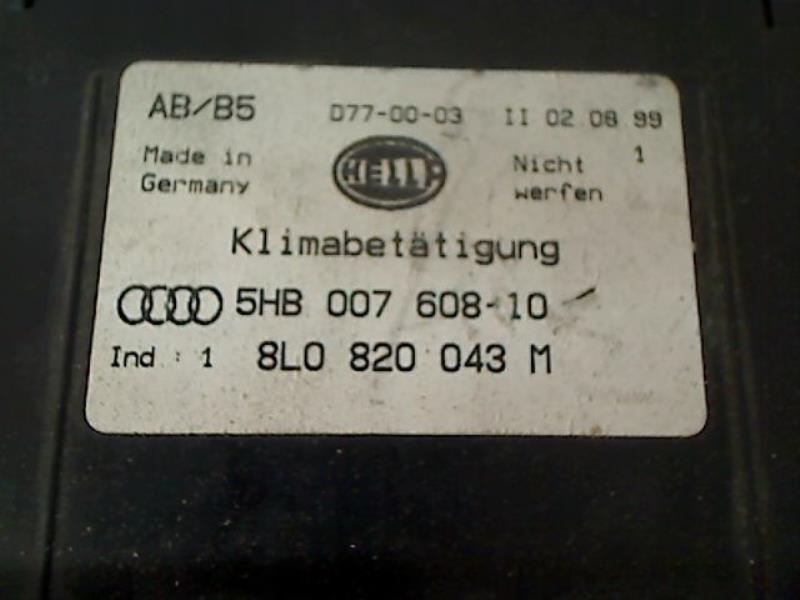 AB/B5 D77-00-03 II 02 08 99
Made in Germany
HELLA
Nicht werfen
1
Klimabetätigung
5HB 007 608-10
Ind : 1 8L0 820 043 M